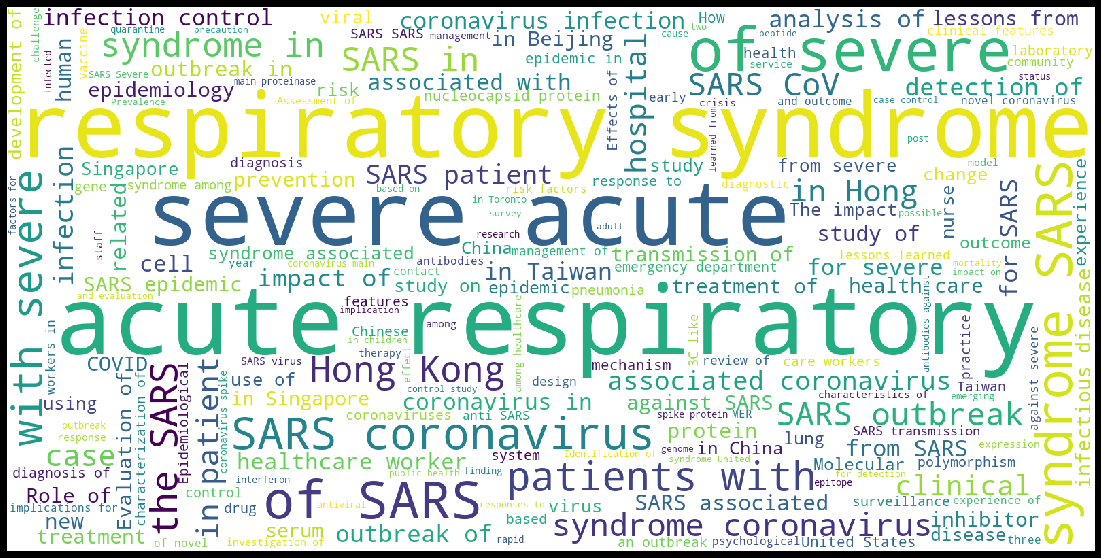 infection control
viral
coronavirus infection
How
analysis of
lessons from
challenge
quarantine
precaution
syndrome in
SARS SARS
management
in Beijing
cause
two
peptide
clinical features
of severe
development of
infected
vaccine
human
SARS Severe
outbreak in
main proteinase
SARS in
epidemic in
Effects of
hospital
health
service
laboratory
community
epidemiology
risk
associated with
SARS CoV
detection of
status
Prevalence
Assessment of
nucleocapsid protein
early
crisis
and outcome
case control
novel coronavirus
respiratory syndrome
learned from
post
diagnosis
study
from severe
model
Singapore
prevention
SARS patient
response to
diagnostic
change
gene
syndrome among
based on
risk factors
in Toronto
survey
in Hong
nurse
possible
factors for
with severe
infection
related
severe acute
adult
The impact
for SARS
syndrome SARS
experience
infectious disease
staff
research
study of
outcome
syndrome associated
China
management of
transmission of
lessons learned
cell
year
coronavirus main
antibodies
in Taiwan
emergency department
for severe
mortality
impact on
SARS epidemic
impact of
contact
study on
epidemic
pneumonia
treatment of
health care
and evaluation
features
implication
acute respiratory
among
among healthcare
3C like
antibodies against
practice
against severe
Chinese
in children
therapy
effect
mechanism
review of
care workers
workers in
COVID
the SARS
Epidemiological
in patient
SARS virus
Hong Kong
control study
design
associated coronavirus
characteristics of
Taiwan
emerging
using
Evaluation of
characterization of
use of
in Singapore
coronavirus spike
coronaviruses
coronavirus in
anti SARS
against SARS
spike protein
MER
SARS outbreak
outbreak
response
case
SARS coronavirus
protein
SARS transmission
expression
diagnosis of
healthcare worker
system
public health
finding
Identification of
syndrome United
genome
in China
lung
from SARS
Molecular
polymorphism
for detection
epitope
clinical
Role of
control
interferon
drug
antiviral
of SARS
patients with
responses to
virus
SARS associated
surveillance
experience of
implications for
new
treatment
of novel
investigation of
serum
outbreak of
rapid
based
syndrome coronavirus
an outbreak
psychological
United States
inhibitor
disease
three